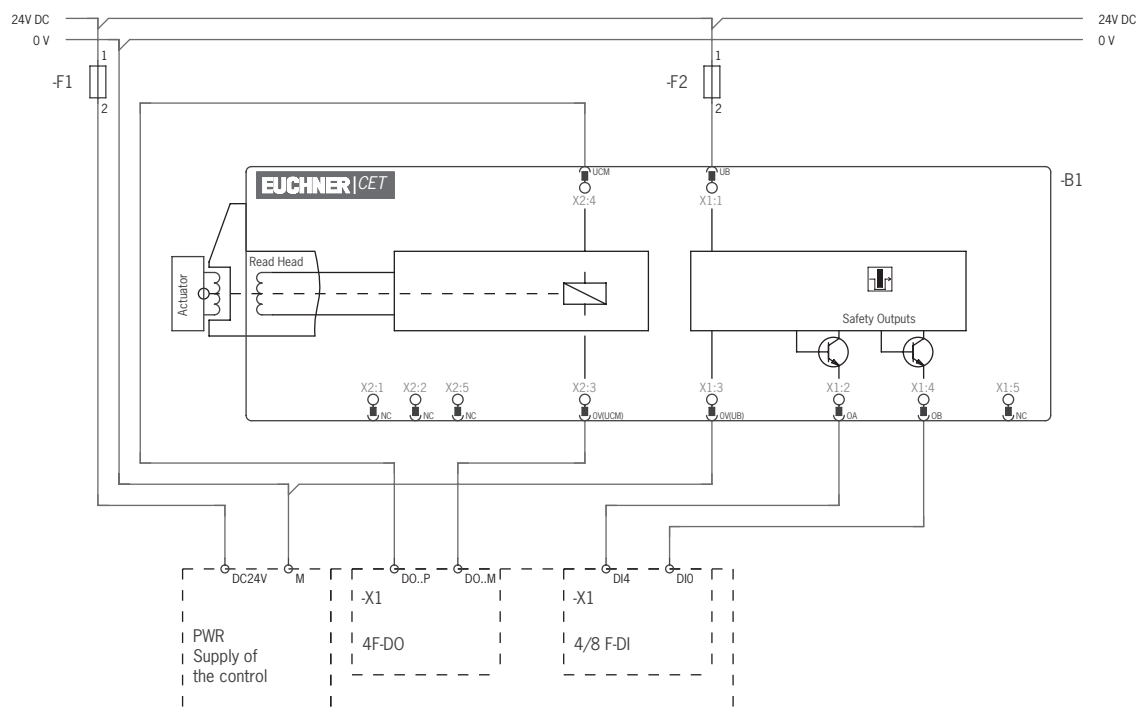 24V DC
24V DC
0 V
0 V
1
1
-F1
-F2
2
2
EUCHNER CET
UCM
UB
-B1
X2:4
X1:1
Read Head
Actuator
Safety Outputs
X2:1
X2:2
X2:5
X2:3
X1:3
X1:2
X1:4
X1:5
NC
NC
NC
0V(UCM)
0V(UB)
OA
OB
NC
DC24V
M
DO..P
DO..M
DI4
DI0
-X1
-X1
PWR
Supply of
the control
4F-DO
4/8 F-DI